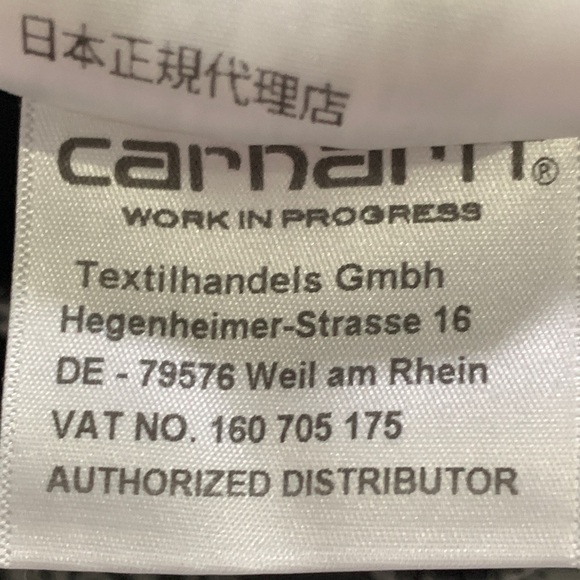 日本正規代理店
carhartt®
WORK IN PROGRESS
Textilhandels Gmbh
Hegenheimer-Strasse 16
DE - 79576 Weil am Rhein
VAT NO. 160 705 175
AUTHORIZED DISTRIBUTOR